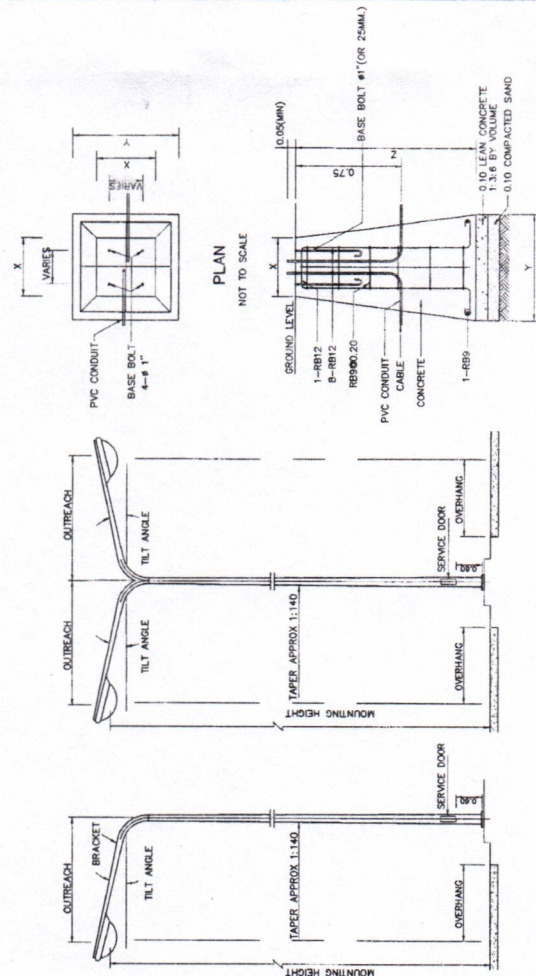 OUTREACH
BRACKET
TILT ANGLE
MOUNTING HEIGHT
TAPER APPROX 1:140
SERVICE DOOR
0.60
OVERHANG
OUTREACH
OUTREACH
TILT ANGLE
TILT ANGLE
MOUNTING HEIGHT
TAPER APPROX 1:140
SERVICE DOOR
0.60
OVERHANG
OVERHANG
X
VARIES
PVC CONDUIT
BASE BOLT
4-ø 1"
VARIES
X
Y
PLAN
NOT TO SCALE
GROUND LEVEL
X
0.05(MIN)
BASE BOLT ø1"(OR 25MM.)
1-RB12
8-RB12
RB9@0.20
0.75
Z
PVC CONDUIT
CABLE
CONCRETE
1-RB9
0.10 LEAN CONCRETE
1:3:6 BY VOLUME
0.10 COMPACTED SAND
Y